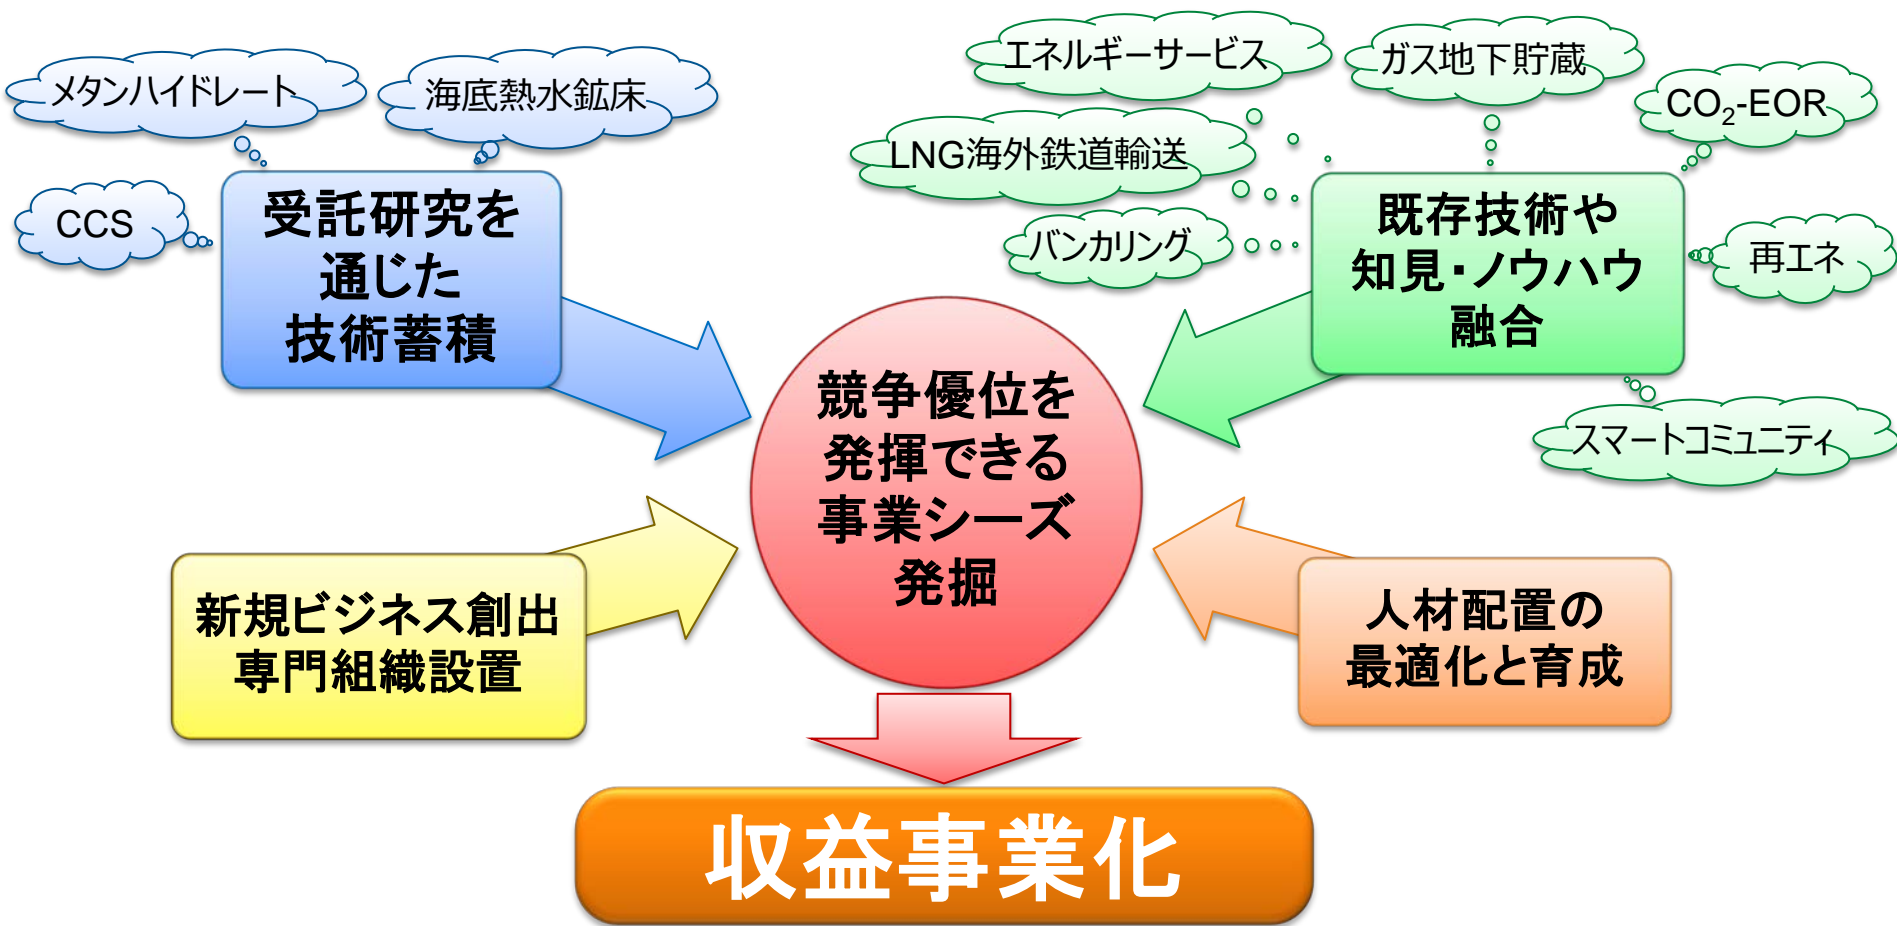 メタンハイドレート
海底熱水鉱床
CCS
受託研究を
通じた
技術蓄積
エネルギーサービス
ガス地下貯蔵
CO₂-EOR
LNG海外鉄道輸送
バンカリング
再エネ
スマートコミュニティ
既存技術や
知見・ノウハウ
融合
競争優位を
発揮できる
事業シーズ
発掘
新規ビジネス創出
専門組織設置
人材配置の
最適化と育成
収益事業化